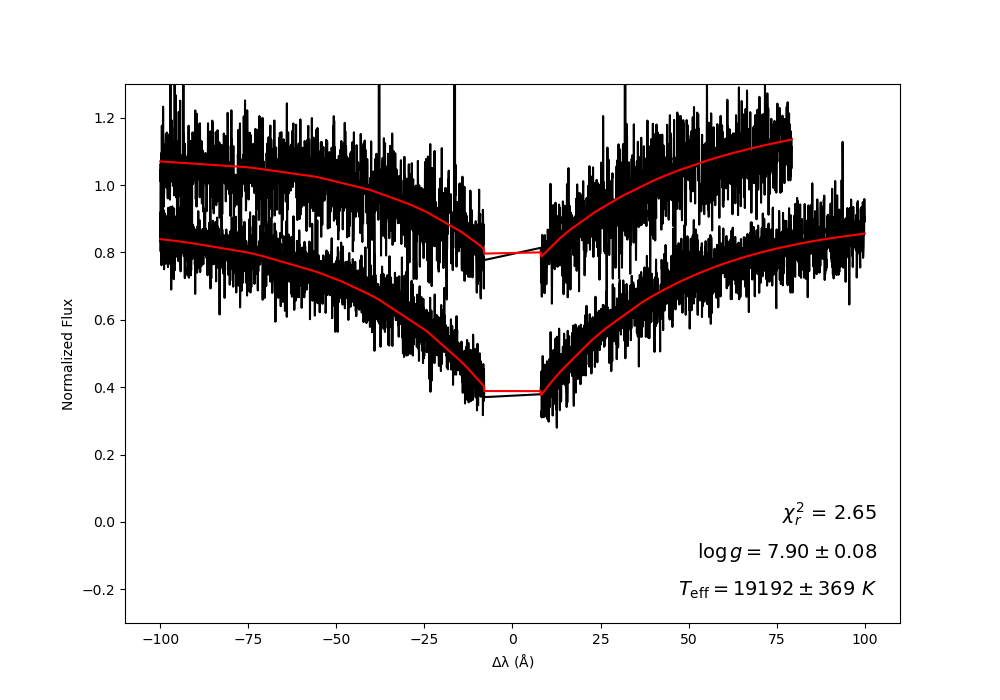 1.2
1.0
0.8
0.6
0.4
0.2
0.0
−0.2
Normalized Flux
χ²ᵣ = 2.65
log g = 7.90 ± 0.08
T_eff = 19192 ± 369 K
−100 −75 −50 −25 0 25 50 75 100
Δλ (Å)